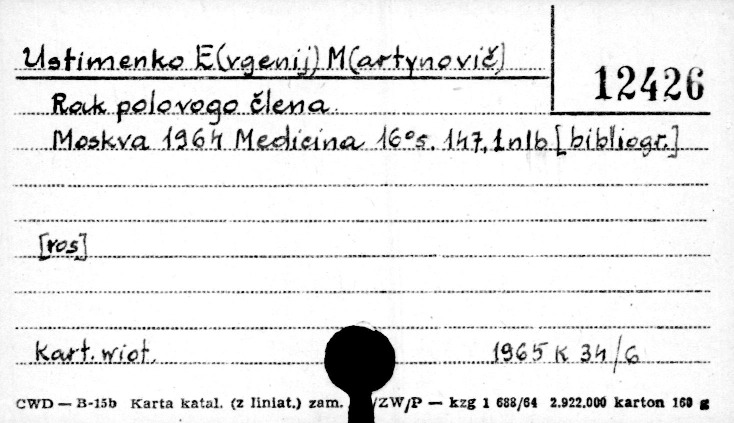 Ustimenko E(vgenij) M(artynovič)
12426
Rak polovogo člena
Moskva 1964 Medicina 16°s. 147, 1nlb [bibliogr.]
[ros]
Kart. wiot. 1965 K 34/6
CWD — B-15b Karta katal. (z liniat.) zam. /ZW/P — kzg 1 688/64 2.922.000 karton 160 g